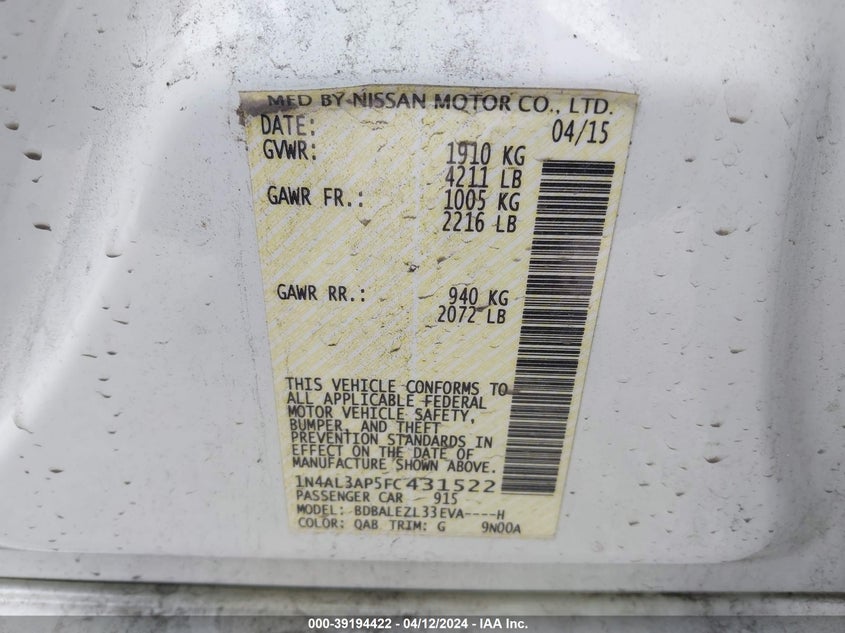 MFD BY NISSAN MOTOR CO., LTD.
DATE: 04/15
GVWR: 1910 KG
4211 LB
GAWR FR.: 1005 KG
2216 LB
GAWR RR.: 940 KG
2072 LB
THIS VEHICLE CONFORMS TO
ALL APPLICABLE FEDERAL
MOTOR VEHICLE SAFETY,
BUMPER, AND THEFT
PREVENTION STANDARDS IN
EFFECT ON THE DATE OF
MANUFACTURE SHOWN ABOVE.
1N4AL3AP5FC431522
PASSENGER CAR 915
MODEL: BDBALEZL33EVA----H
COLOR: QAB TRIM: G 9N00A
000-39194422 - 04/12/2024 - IAA Inc.